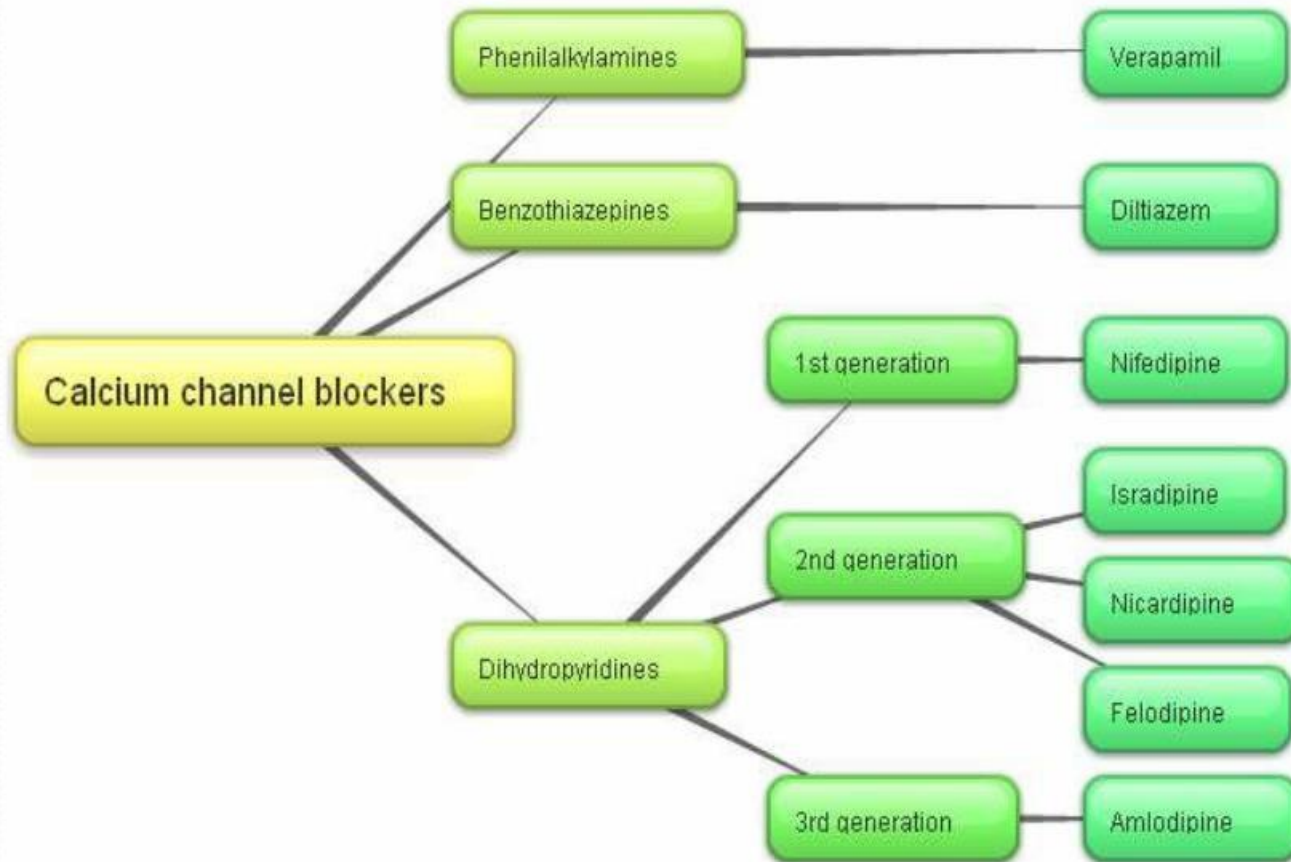 Phenilalkylamines
Verapamil
Benzothiazepines
Diltiazem
Calcium channel blockers
1st generation
Nifedipine
Isradipine
2nd generation
Nicardipine
Dihydropyridines
Felodipine
3rd generation
Amlodipine